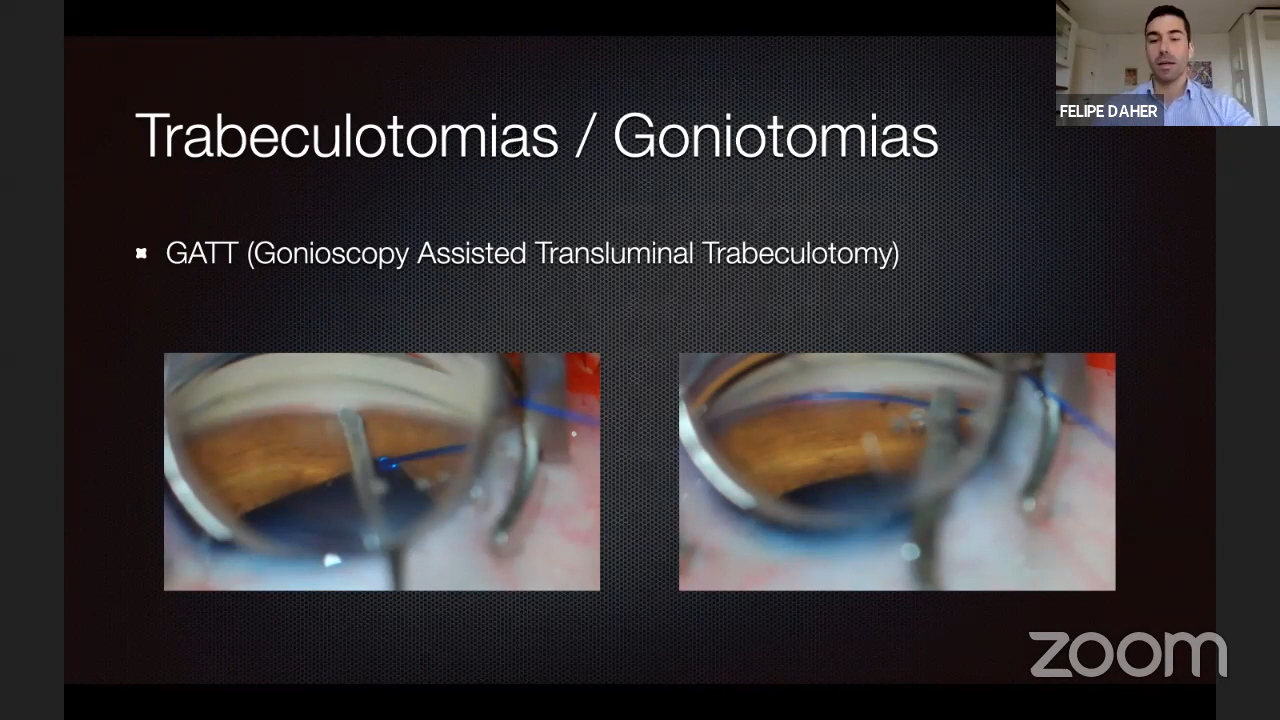 FELIPE DAHER
Trabeculotomias / Goniotomias
GATT (Gonioscopy Assisted Transluminal Trabeculotomy)
zoom